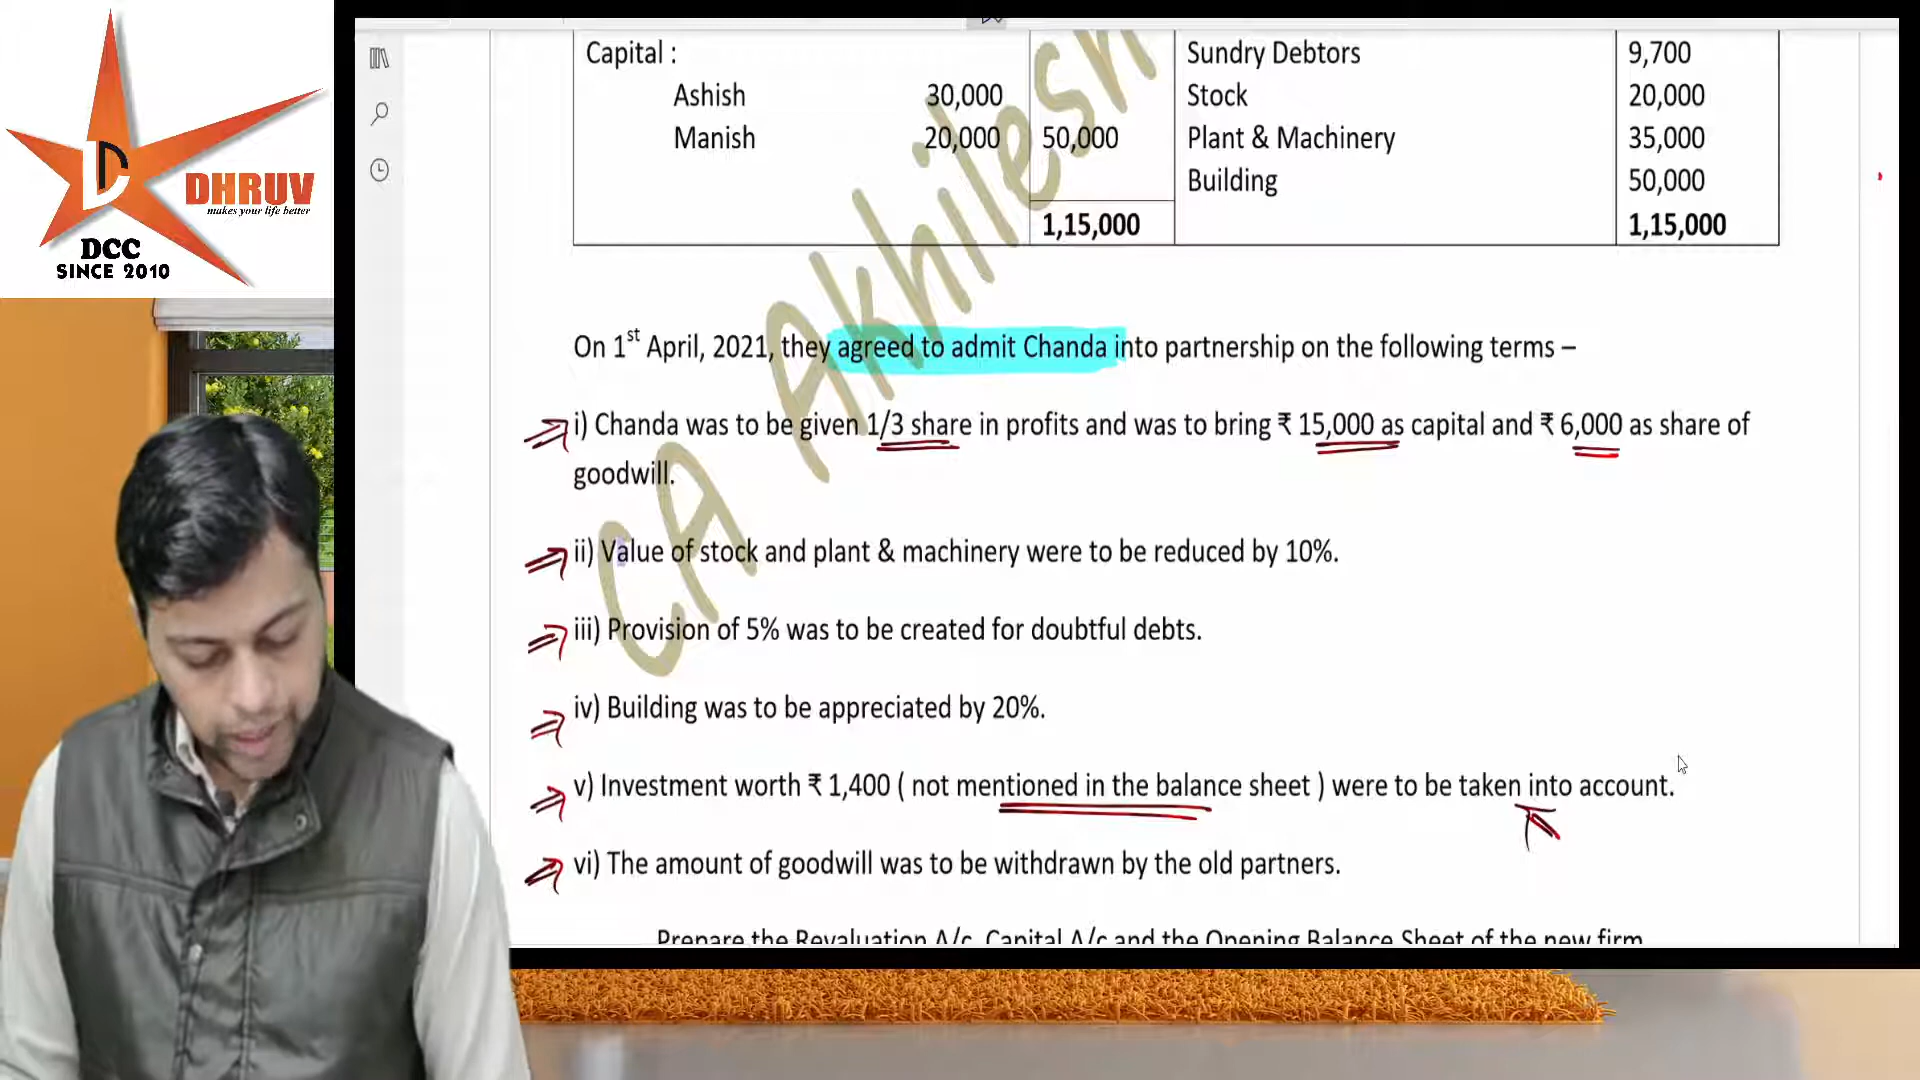 Capital :
Sundry Debtors 9,700
Ashish 30,000 Stock 20,000
Manish 20,000 50,000 Plant & Machinery 35,000
Building 50,000
1,15,000 1,15,000
DHRUV
makes your life better
DCC
SINCE 2010
CA Akhilesh
On 1st April, 2021, they agreed to admit Chanda into partnership on the following terms –
i) Chanda was to be given 1/3 share in profits and was to bring ₹ 15,000 as capital and ₹ 6,000 as share of
goodwill.
ii) Value of stock and plant & machinery were to be reduced by 10%.
iii) Provision of 5% was to be created for doubtful debts.
iv) Building was to be appreciated by 20%.
v) Investment worth ₹ 1,400 ( not mentioned in the balance sheet ) were to be taken into account.
vi) The amount of goodwill was to be withdrawn by the old partners.
Prepare the Revaluation A/c, Capital A/c and the Opening Balance Sheet of the new firm